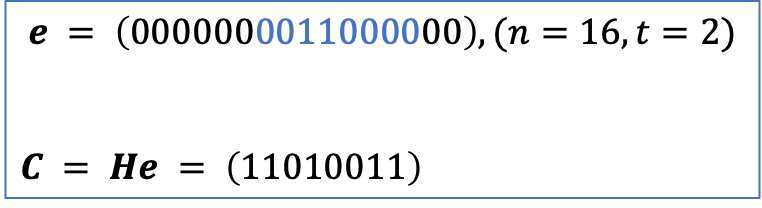 e = (0000000011000000), (n = 16, t = 2)
C = He = (11010011)